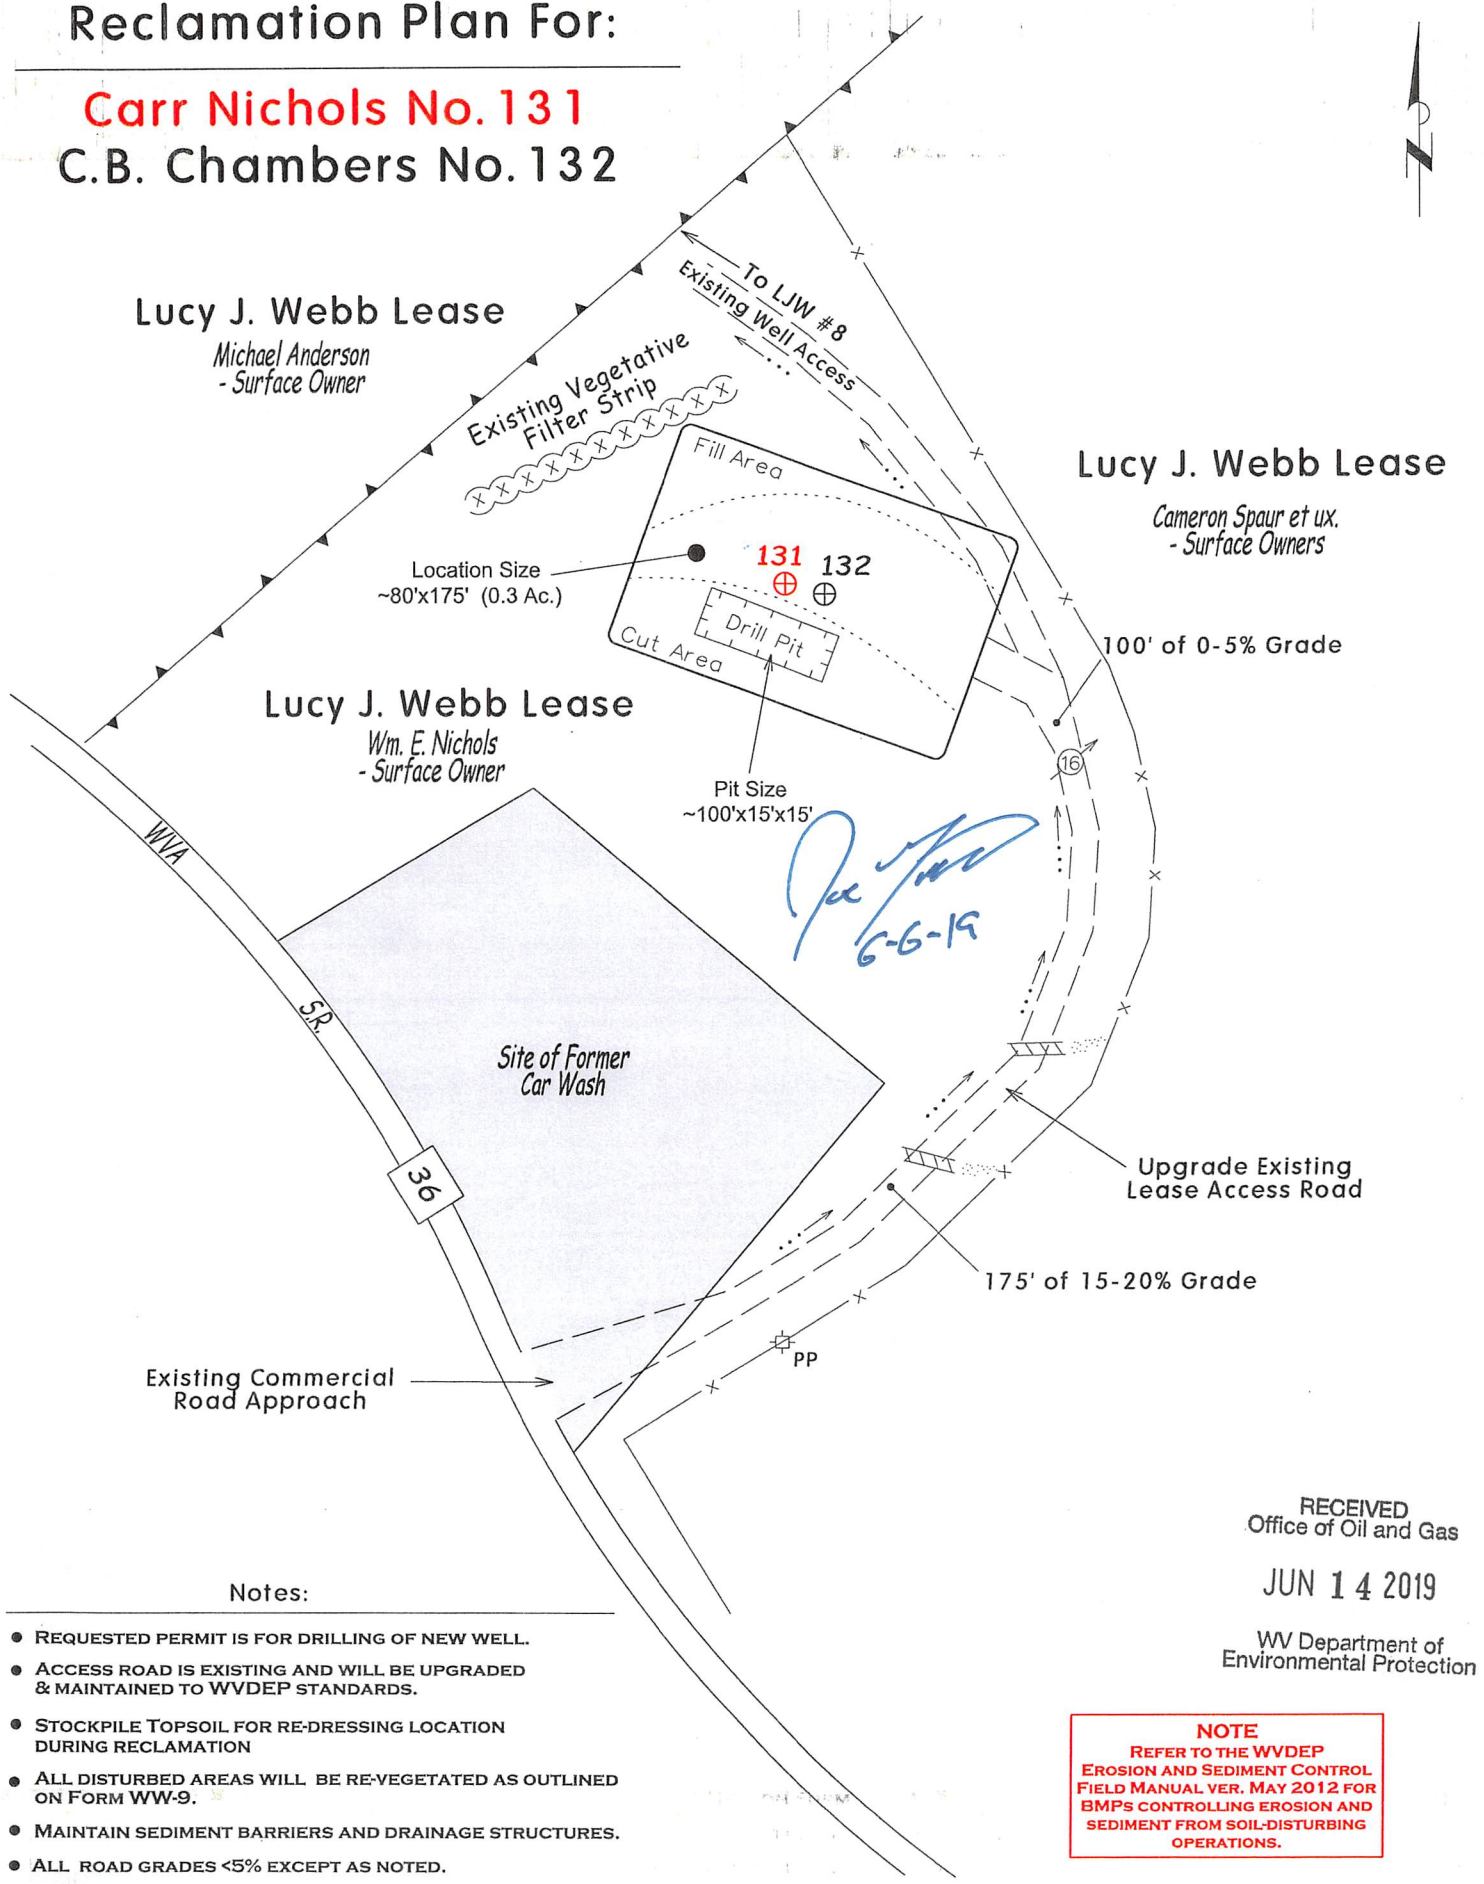 Reclamation Plan For:
Carr Nichols No. 131
C.B. Chambers No. 132
N
Lucy J. Webb Lease
Michael Anderson
- Surface Owner
To LJW #8
Existing Well Access
Existing Vegetative
Filter Strip
Lucy J. Webb Lease
Cameron Spaur et ux.
- Surface Owners
Fill Area
131
132
Location Size
~80'x175' (0.3 Ac.)
Drill Pit
Cut Area
100' of 0-5% Grade
Lucy J. Webb Lease
Wm. E. Nichols
- Surface Owner
16
Pit Size
~100'x15'x15'
Joe
6-6-19
WVA
S.R.
36
Site of Former
Car Wash
Upgrade Existing
Lease Access Road
175' of 15-20% Grade
PP
Existing Commercial
Road Approach
RECEIVED
Office of Oil and Gas
JUN 14 2019
WV Department of
Environmental Protection
Notes:
● REQUESTED PERMIT IS FOR DRILLING OF NEW WELL.
● ACCESS ROAD IS EXISTING AND WILL BE UPGRADED
& MAINTAINED TO WVDEP STANDARDS.
● STOCKPILE TOPSOIL FOR RE-DRESSING LOCATION
DURING RECLAMATION
● ALL DISTURBED AREAS WILL BE RE-VEGETATED AS OUTLINED
ON FORM WW-9.
● MAINTAIN SEDIMENT BARRIERS AND DRAINAGE STRUCTURES.
● ALL ROAD GRADES <5% EXCEPT AS NOTED.
NOTE
REFER TO THE WVDEP
EROSION AND SEDIMENT CONTROL
FIELD MANUAL VER. MAY 2012 FOR
BMPS CONTROLLING EROSION AND
SEDIMENT FROM SOIL-DISTURBING
OPERATIONS.